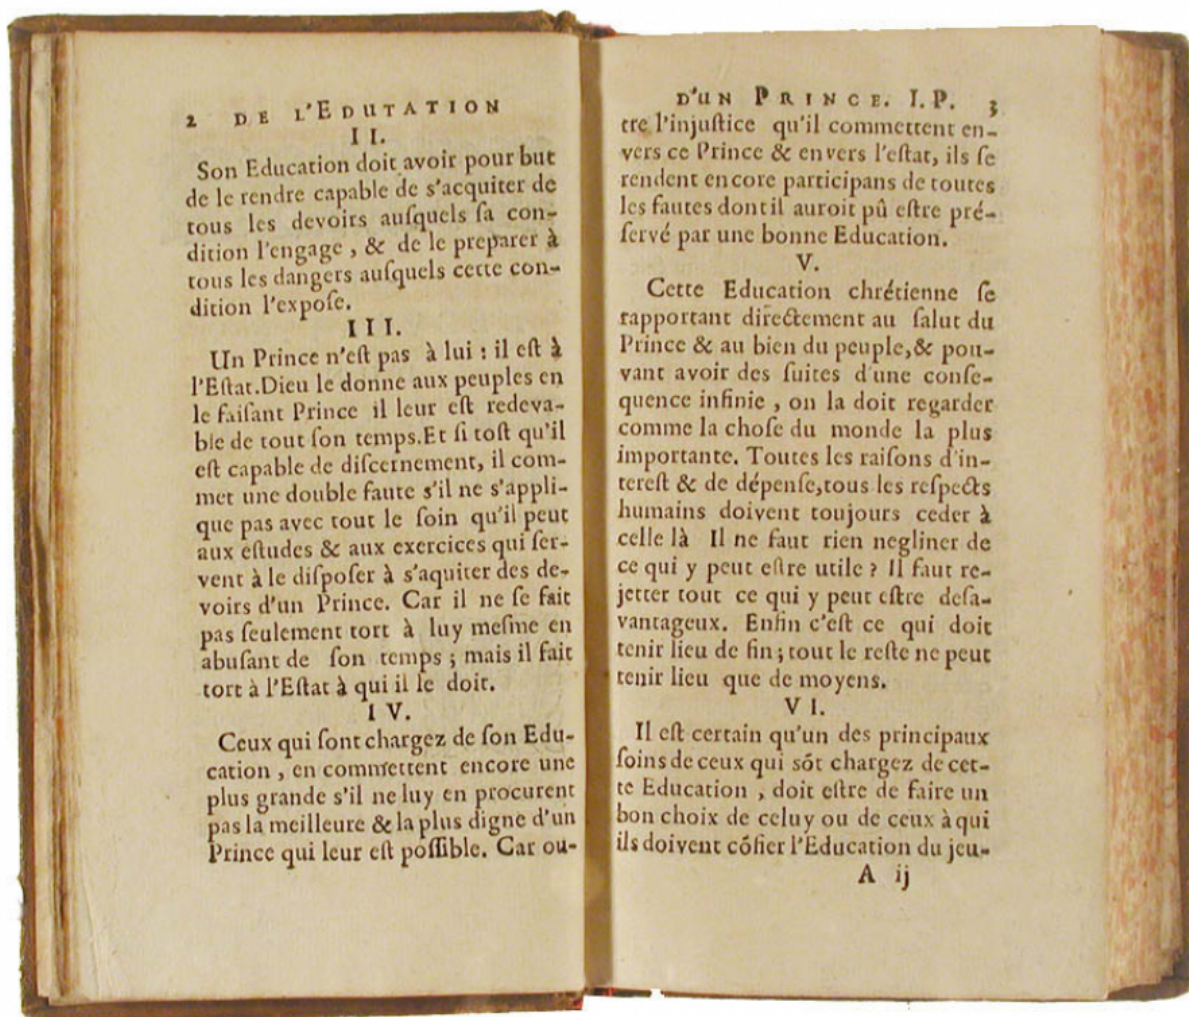 2 DE L'EDUTATION
II.
Son Education doit avoir pour but
de le rendre capable de s'acquiter de
tous les devoirs auſquels ſa con-
dition l'engage, & de le preparer à
tous les dangers auſquels cette con-
dition l'expoſe.
III.
Un Prince n'eſt pas à lui : il eſt à
l'Eſtat. Dieu le donne aux peuples en
le faiſant Prince il leur eſt redeva-
ble de tout ſon temps. Et ſi toſt qu'il
eſt capable de diſcernement, il com-
met une double faute s'il ne s'appli-
que pas avec tout le ſoin qu'il peut
aux eſtudes & aux exercices qui ſer-
vent à le diſpoſer à s'aquiter des de-
voirs d'un Prince. Car il ne ſe fait
pas ſeulement tort à luy meſme en
abuſant de ſon temps ; mais il fait
tort à l'Eſtat à qui il le doit.
IV.
Ceux qui ſont chargez de ſon Edu-
cation, en commettent encore une
plus grande s'il ne luy en procurent
pas la meilleure & la plus digne d'un
Prince qui leur eſt poſſible. Car ou-
D'UN PRINCE. I. P. 3
tre l'injuſtice qu'il commettent en-
vers ce Prince & envers l'eſtat, ils ſe
rendent encore participans de toutes
les fautes dont il auroit pû eſtre pré-
ſervé par une bonne Education.
V.
Cette Education chrétienne ſe
rapportant directement au ſalut du
Prince & au bien du peuple, & pou-
vant avoir des ſuites d'une conſe-
quence infinie, on la doit regarder
comme la choſe du monde la plus
importante. Toutes les raiſons d'in-
tereſt & de dépenſe, tous les reſpects
humains doivent toujours ceder à
celle là Il ne faut rien negliner de
ce qui y peut eſtre utile ? Il faut re-
jetter tout ce qui y peut eſtre deſa-
vantageux. Enfin c'eſt ce qui doit
tenir lieu de fin ; tout le reſte ne peut
tenir lieu que de moyens.
VI.
Il eſt certain qu'un des principaux
ſoins de ceux qui sõt chargez de cet-
te Education, doit eſtre de faire un
bon choix de celuy ou de ceux à qui
ils doivent cõfier l'Education du jeu-
A ij